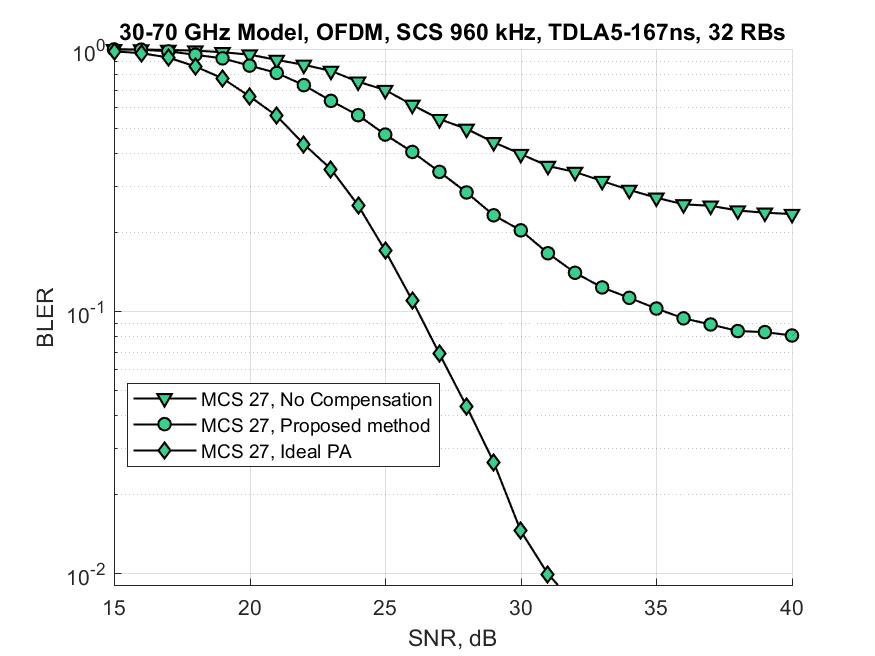 30-70 GHz Model, OFDM, SCS 960 kHz, TDLA5-167ns, 32 RBs
10^0
10^-1
10^-2
BLER
MCS 27, No Compensation
MCS 27, Proposed method
MCS 27, Ideal PA
15 20 25 30 35 40
SNR, dB